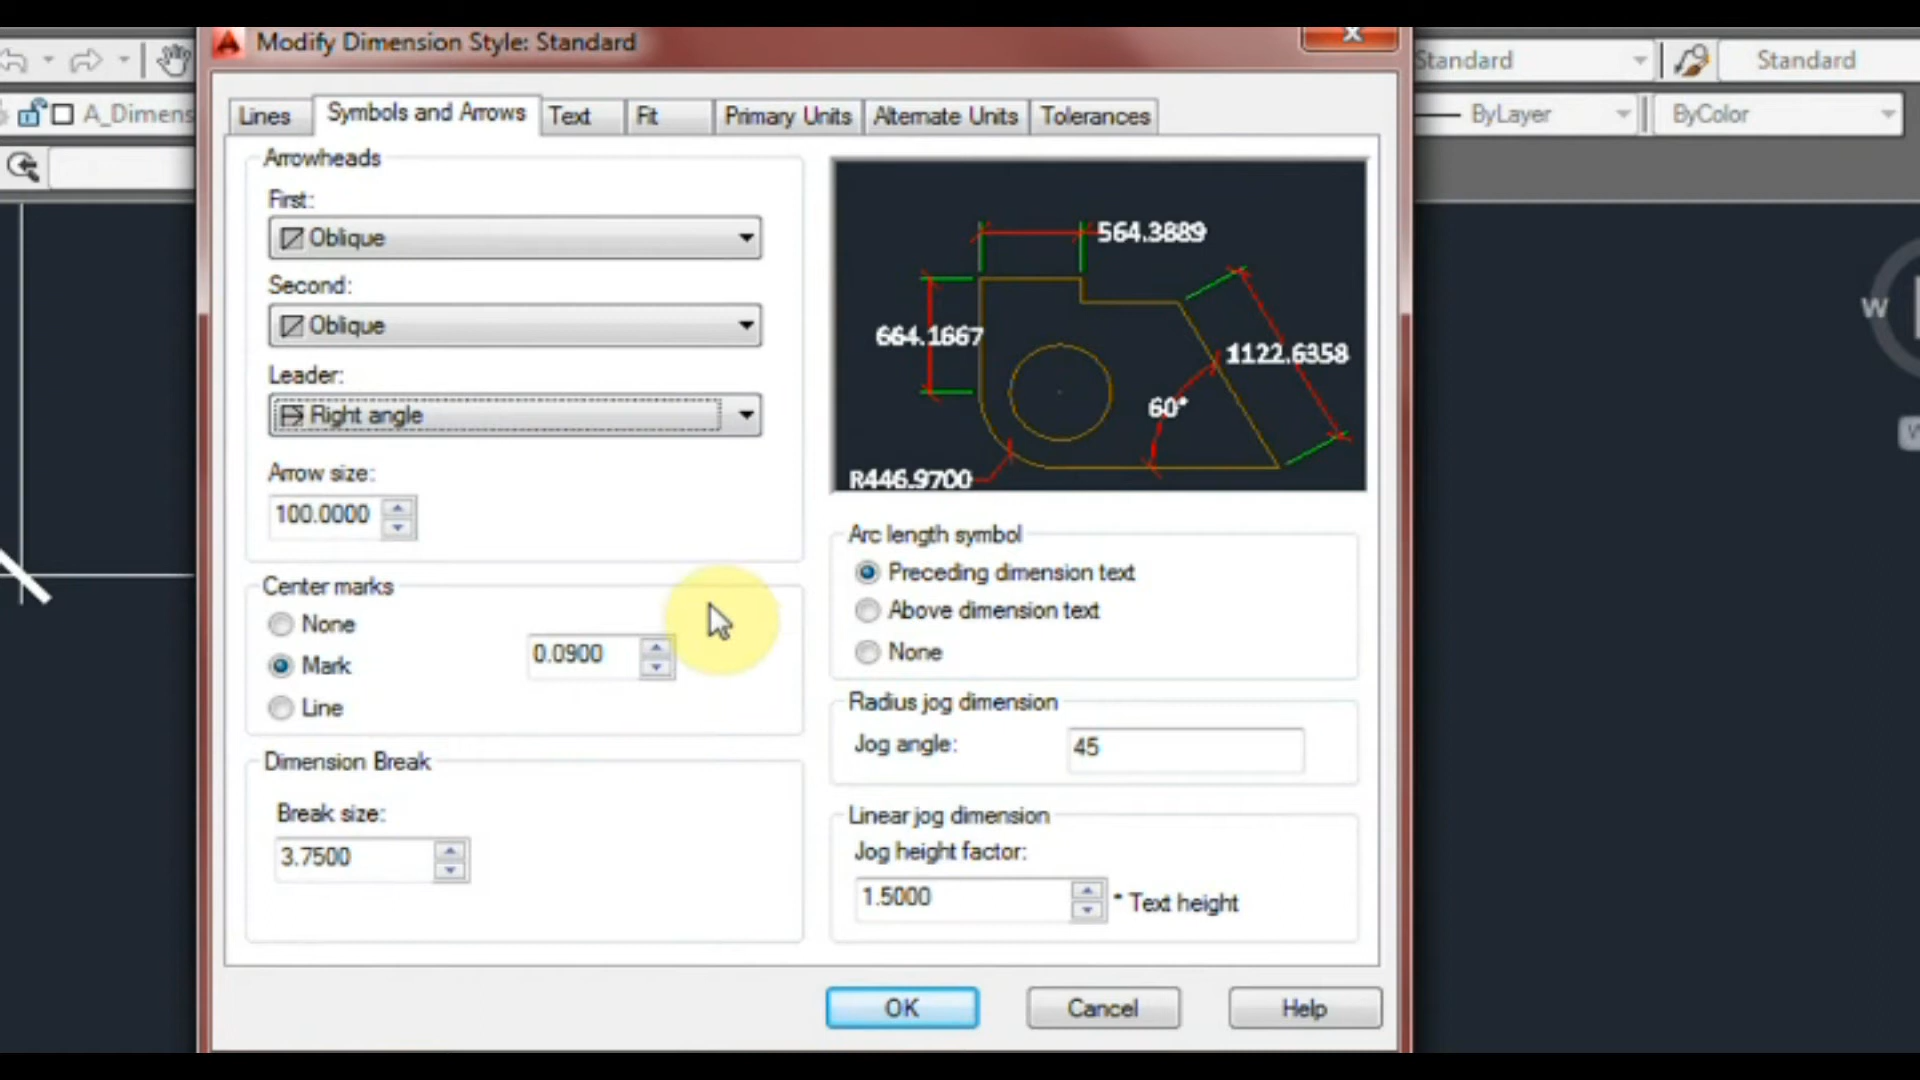 Modify Dimension Style: Standard
Standard
Standard
A_Dimens
ByLayer
ByColor
Lines
Symbols and Arrows
Text
Fit
Primary Units
Alternate Units
Tolerances
Arrowheads
First:
Oblique
Second:
Oblique
Leader:
Right angle
Arrow size:
100.0000
564.3889
664.1667
1122.6358
60°
R446.9700
W
Center marks
None
Mark
Line
0.0900
Arc length symbol
Preceding dimension text
Above dimension text
None
Radius jog dimension
Jog angle:
45
Dimension Break
Break size:
3.7500
Linear jog dimension
Jog height factor:
1.5000
* Text height
OK
Cancel
Help